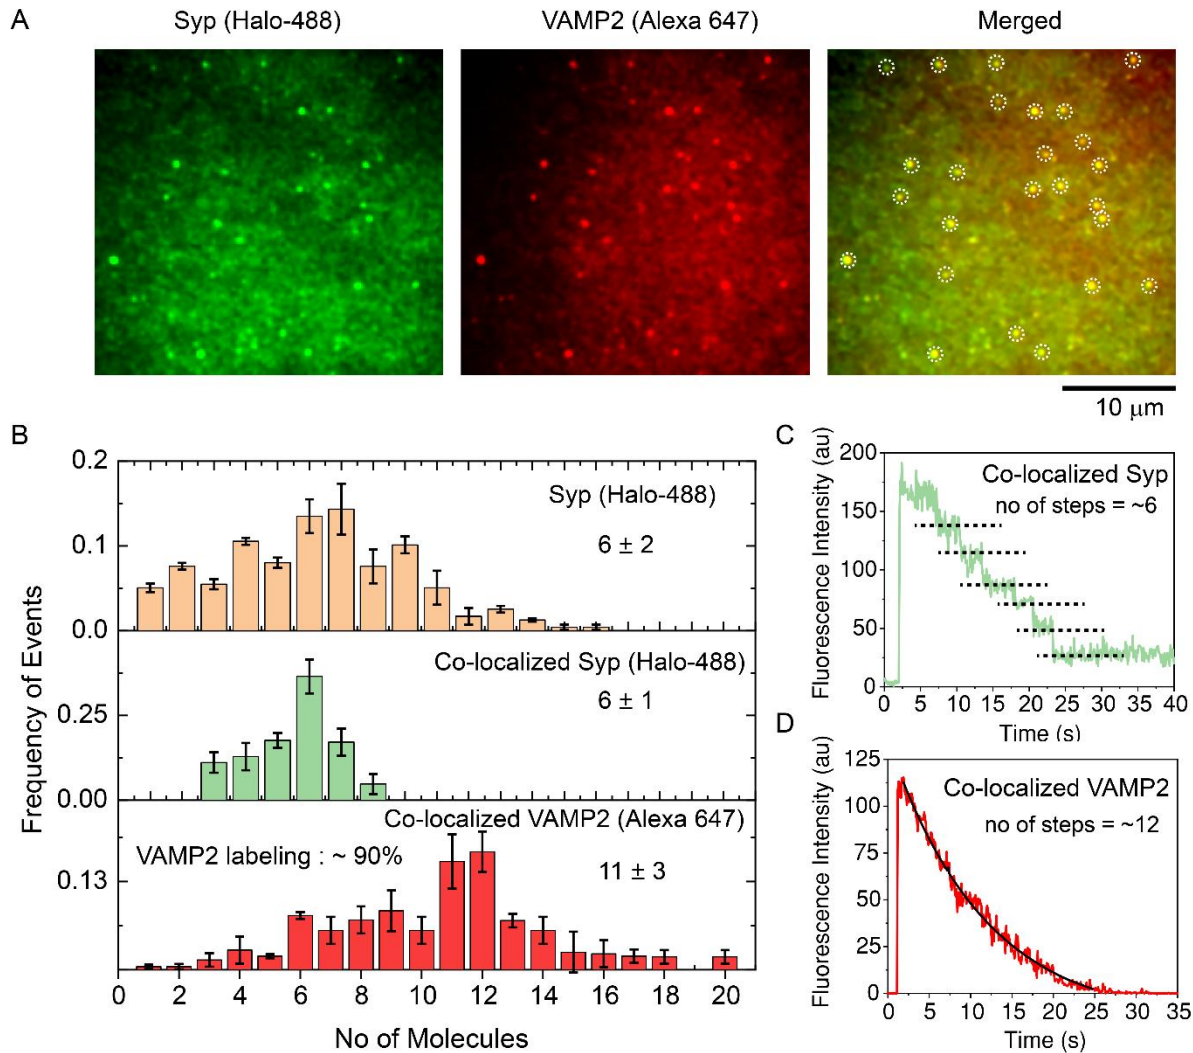 A
Syp (Halo-488)
VAMP2 (Alexa 647)
Merged
10 μm
B
0.2
0.1
0.0
Syp (Halo-488)
6 ± 2
0.25
0.00
Co-localized Syp (Halo-488)
6 ± 1
0.13
Co-localized VAMP2 (Alexa 647)
VAMP2 labeling : ~ 90%
11 ± 3
0 2 4 6 8 10 12 14 16 18 20
No of Molecules
Frequency of Events
C
200
150
100
50
0
Co-localized Syp
no of steps = ~6
0 5 10 15 20 25 30 35 40
Time (s)
Fluorescence Intensity (au)
D
125
100
75
50
25
0
Co-localized VAMP2
no of steps = ~12
0 5 10 15 20 25 30 35
Time (s)
Fluorescence Intensity (au)